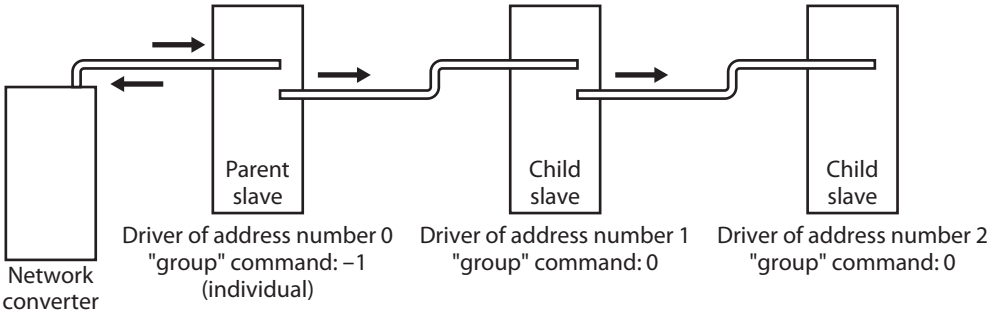 Parent
slave
Child
slave
Child
slave
Driver of address number 0
"group" command: –1
(individual)
Driver of address number 1
"group" command: 0
Driver of address number 2
"group" command: 0
Network
converter